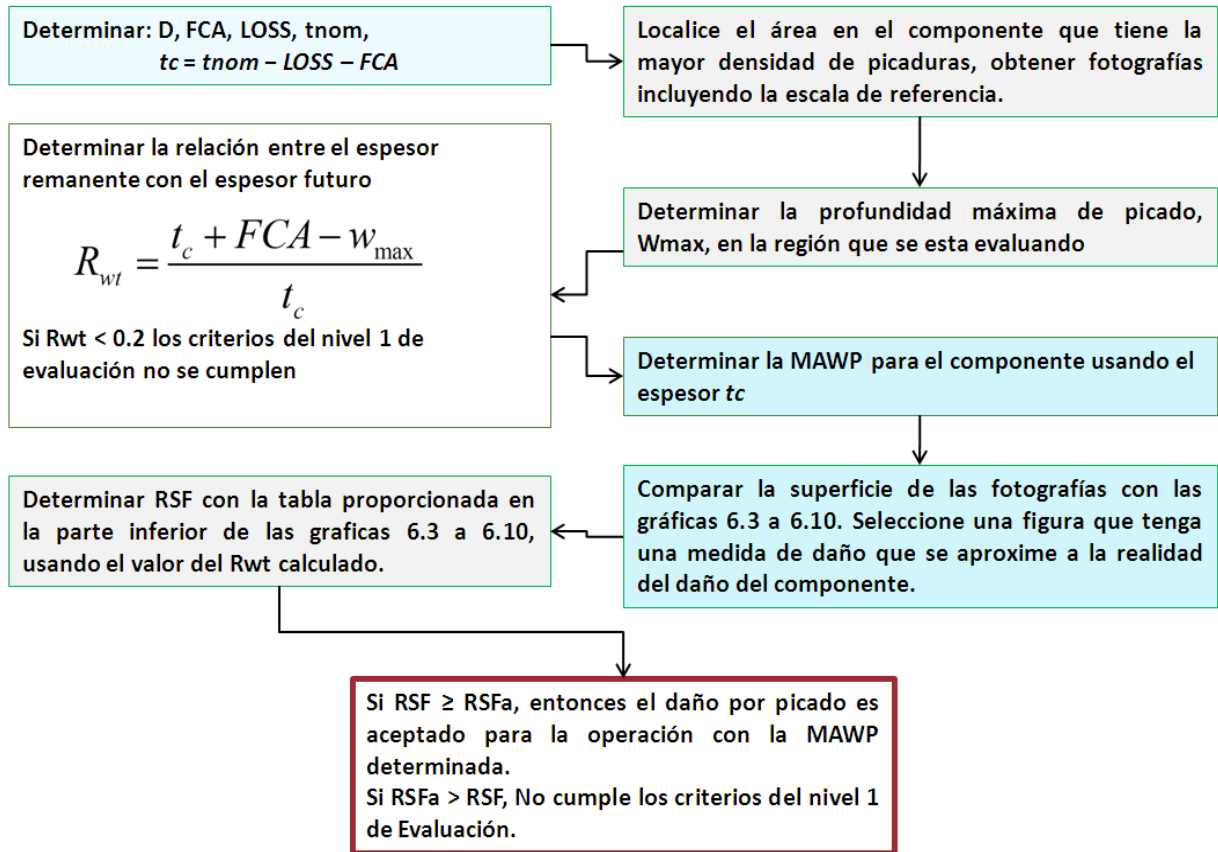 Determinar: D, FCA, LOSS, tnom,
tc = tnom – LOSS – FCA
Localice el área en el componente que tiene la
mayor densidad de picaduras, obtener fotografías
incluyendo la escala de referencia.
Determinar la profundidad máxima de picado,
Wmax, en la región que se esta evaluando
Determinar la relación entre el espesor
remanente con el espesor futuro
R_wt = (t_c + FCA − w_max) / t_c
Si Rwt < 0.2 los criterios del nivel 1 de
evaluación no se cumplen
Determinar la MAWP para el componente usando el
espesor tc
Comparar la superficie de las fotografías con las
gráficas 6.3 a 6.10. Seleccione una figura que tenga
una medida de daño que se aproxime a la realidad
del daño del componente.
Determinar RSF con la tabla proporcionada en
la parte inferior de las graficas 6.3 a 6.10,
usando el valor del Rwt calculado.
Si RSF ≥ RSFa, entonces el daño por picado es
aceptado para la operación con la MAWP
determinada.
Si RSFa > RSF, No cumple los criterios del nivel 1
de Evaluación.